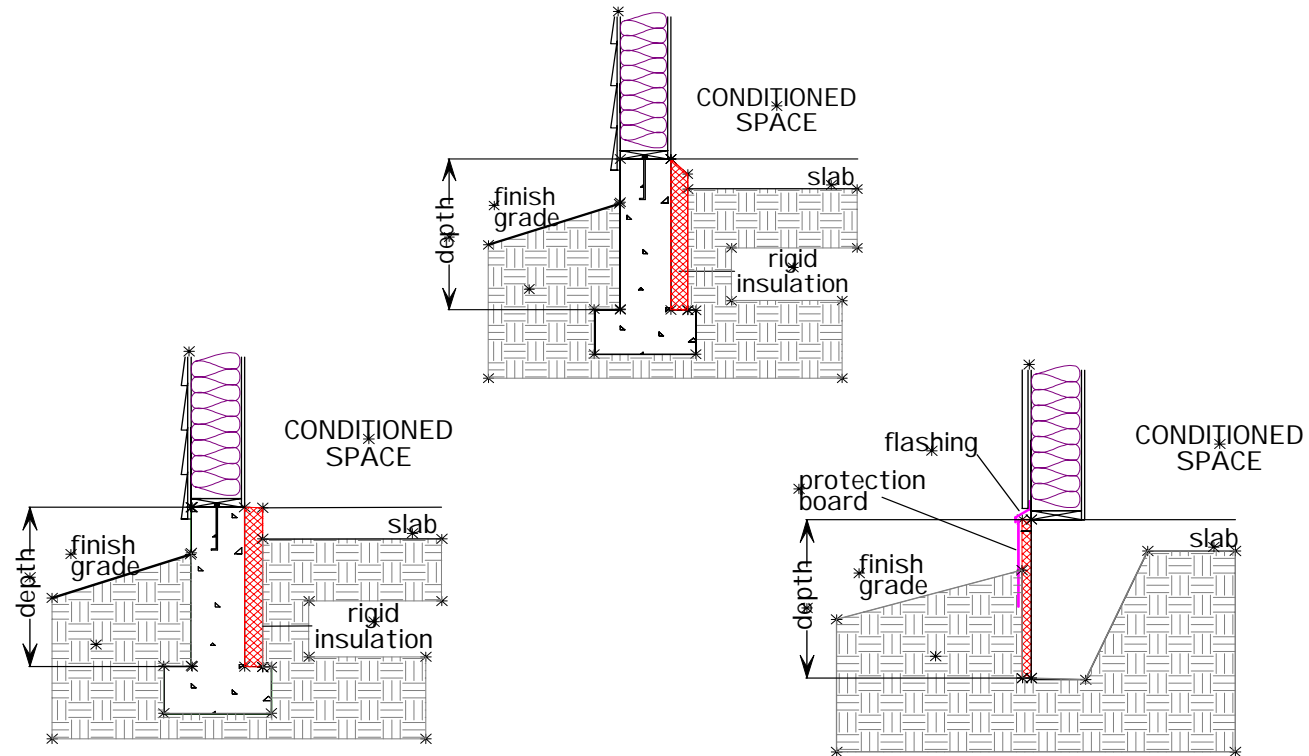 CONDITIONED
SPACE
slab
finish
grade
depth
rigid
insulation
CONDITIONED
SPACE
slab
finish
grade
depth
rigid
insulation
flashing
CONDITIONED
SPACE
protection
board
slab
finish
grade
depth